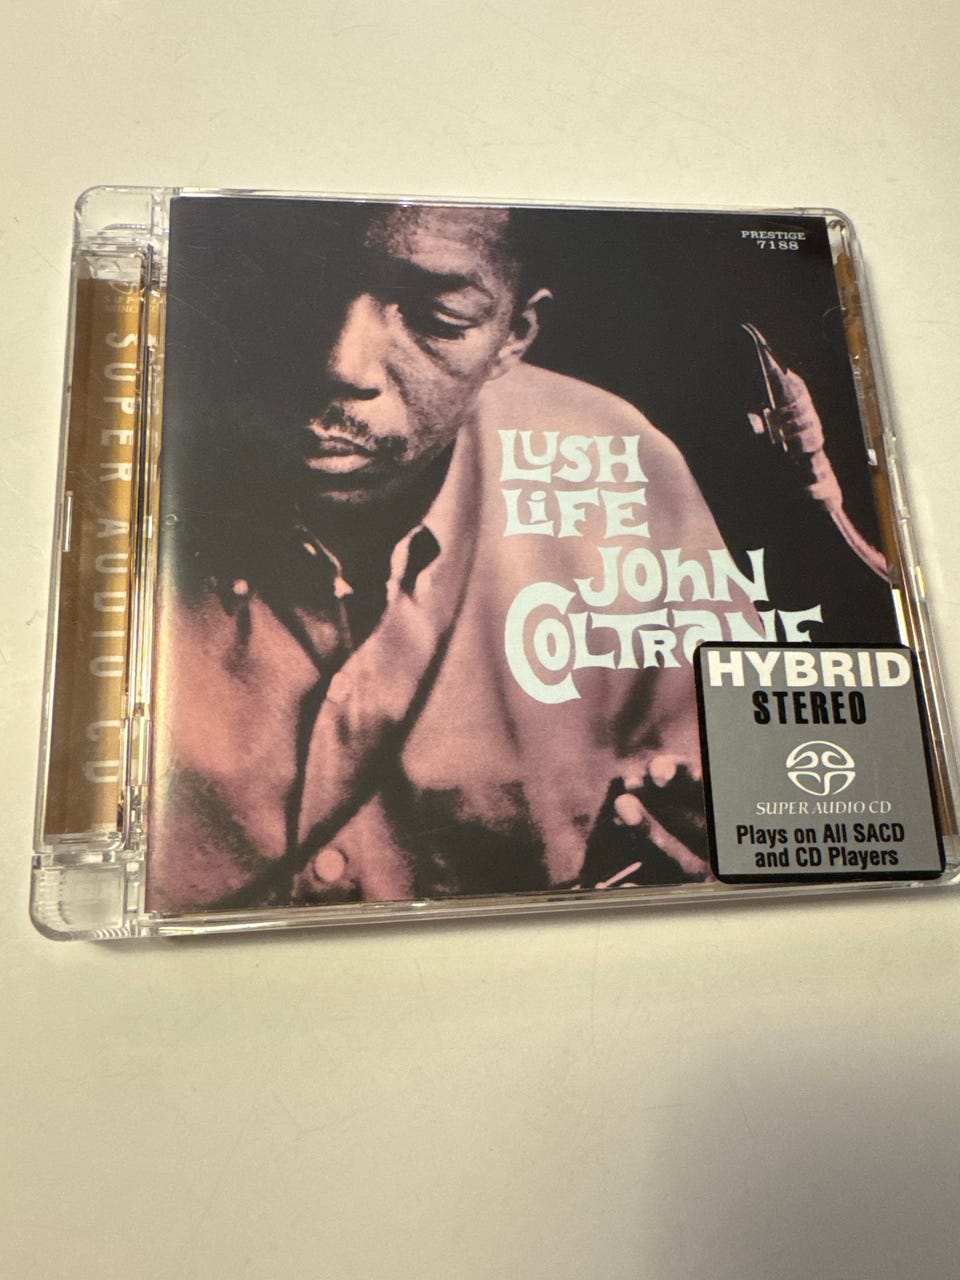 PRESTIGE
7188
LUSH
LiFE
JOHN
COLTRANE
HYBRID
STEREO
SUPER AUDIO CD
Plays on All SACD
and CD Players
SUPER AUDIO CD